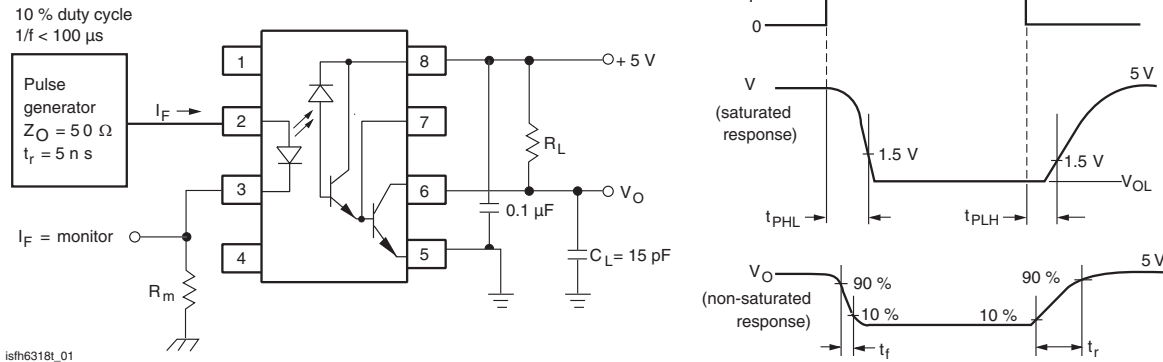 10 % duty cycle
1/f < 100 µs
Pulse
generator
Z_O = 50 Ω
t_r = 5 ns
I_F
1
2
3
4
8
7
6
5
+ 5 V
R_L
V_O
0.1 µF
C_L = 15 pF
I_F = monitor
R_m
isfh6318t_01
0
V
(saturated
response)
5 V
1.5 V
1.5 V
V_OL
t_PHL
t_PLH
V_O
(non-saturated
response)
5 V
90 %
90 %
10 %
10 %
t_f
t_r